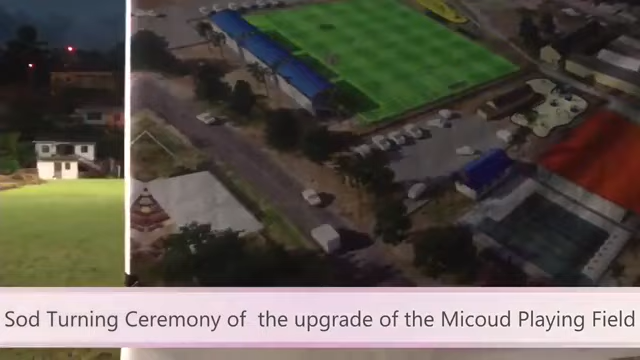 Sod Turning Ceremony of the upgrade of the Micoud Playing Field